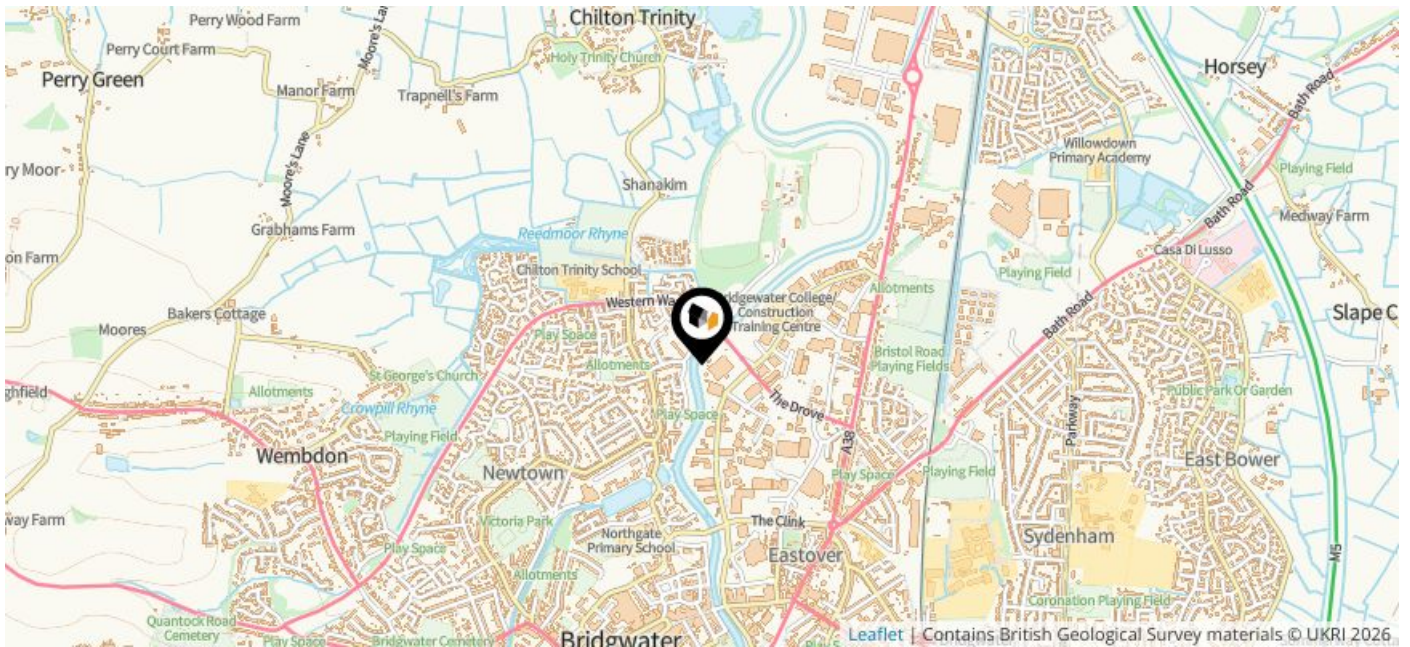 Perry Wood Farm
Chilton Trinity
Perry Court Farm
Moore's Lane
Holy Trinity Church
Horsey
Bath Road
Perry Green
Manor Farm
Trapnell's Farm
Willowdown
Primary Academy
Playing Field
ry Moor
Moore's Lane
Shanakim
Bath Road
Medway Farm
Grabhams Farm
Reedmoor Rhyne
on Farm
Casa Di Lusso
Chilton Trinity School
Playing Field
Allotments
Western Wa
ridgewater College/
Construction
Training Centre
Bakers Cottage
Moores
Play Space
Bath Road
Slape C
Bristol Road
Playing Fields
St George's Church
Allotments
ghfield
Allotments
Public Park Or Garden
Crowpill Rhyne
The Drove
Play Space
Parkway
Playing Field
A38
Wembdon
Newtown
East Bower
Play Space
Playing Field
way Farm
Victoria Park
The Clink
Northgate
Primary School
Sydenham
Play Space
Eastover
M5
Allotments
Coronation Playing Field
Quantock Road
Cemetery
Play Space
Bridgwater Cemetery
Bridgwater
Play S
Leaflet | Contains British Geological Survey materials © UKRI 2026